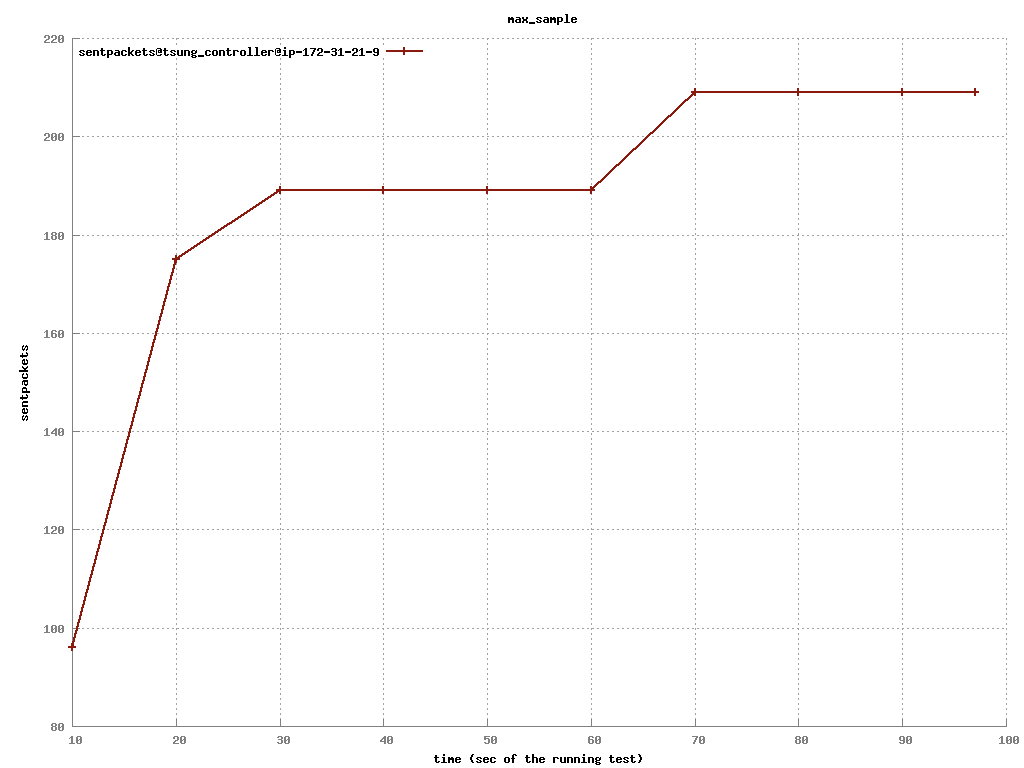 max_sample
sentpackets@tsung_controller@ip-172-31-21-9
220
200
180
160
140
120
100
80
sentpackets
10 20 30 40 50 60 70 80 90 100
time (sec of the running test)